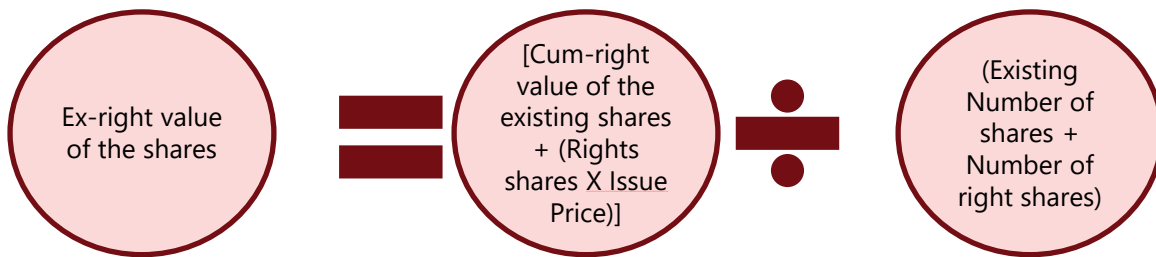 Ex-right value
of the shares
[Cum-right
value of the
existing shares
+ (Rights
shares X Issue
Price)]
(Existing
Number of
shares +
Number of
right shares)